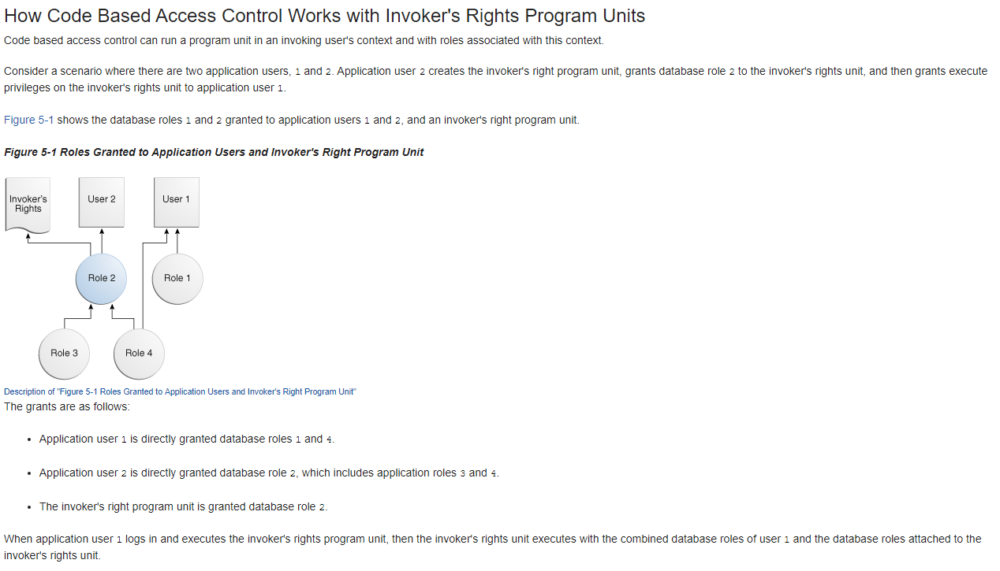 How Code Based Access Control Works with Invoker's Rights Program Units
Code based access control can run a program unit in an invoking user's context and with roles associated with this context.
Consider a scenario where there are two application users, 1 and 2. Application user 2 creates the invoker's right program unit, grants database role 2 to the invoker's rights unit, and then grants execute
privileges on the invoker's rights unit to application user 1.
Figure 5-1 shows the database roles 1 and 2 granted to application users 1 and 2, and an invoker's right program unit.
Figure 5-1 Roles Granted to Application Users and Invoker's Right Program Unit
Invoker's
Rights
User 2
User 1
Role 2
Role 1
Role 3
Role 4
Description of "Figure 5-1 Roles Granted to Application Users and Invoker's Right Program Unit"
The grants are as follows:
• Application user 1 is directly granted database roles 1 and 4.
• Application user 2 is directly granted database role 2, which includes application roles 3 and 4.
• The invoker's right program unit is granted database role 2.
When application user 1 logs in and executes the invoker's rights program unit, then the invoker's rights unit executes with the combined database roles of user 1 and the database roles attached to the
invoker's rights unit.